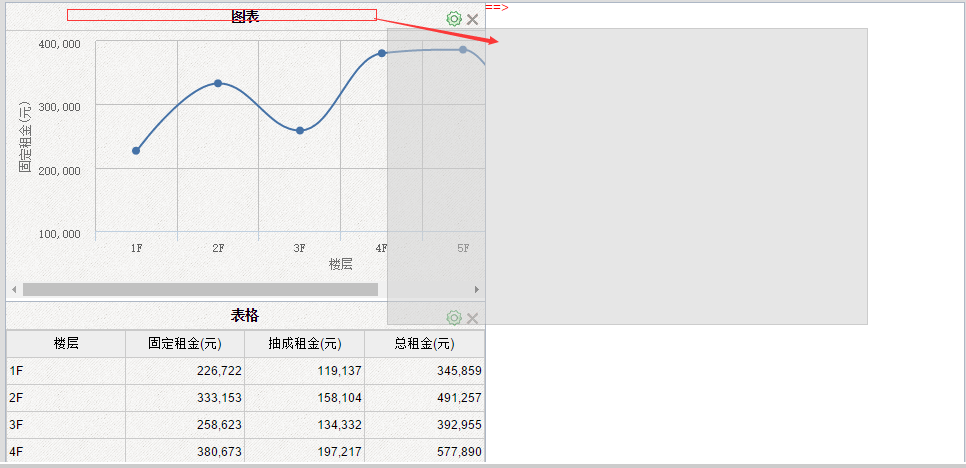 图表
==>
400,000
300,000
200,000
100,000
固定租金(元)
1F 2F 3F 4F 5F
楼层
表格
楼层 固定租金(元) 抽成租金(元) 总租金(元)
1F 226,722 119,137 345,859
2F 333,153 158,104 491,257
3F 258,623 134,332 392,955
4F 380,673 197,217 577,890